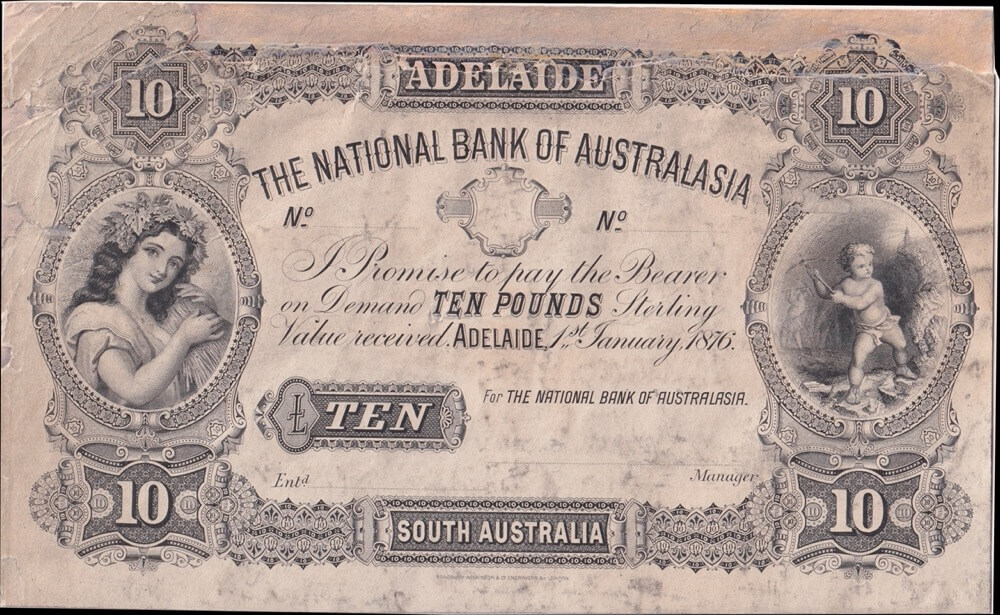 10 ADELAIDE 10
THE NATIONAL BANK OF AUSTRALASIA
No No
I Promise to pay the Bearer
on Demand TEN POUNDS Sterling
Value received. ADELAIDE, 1st January, 1876.
£ TEN
For THE NATIONAL BANK OF AUSTRALASIA.
Entd Manager
10 SOUTH AUSTRALIA 10